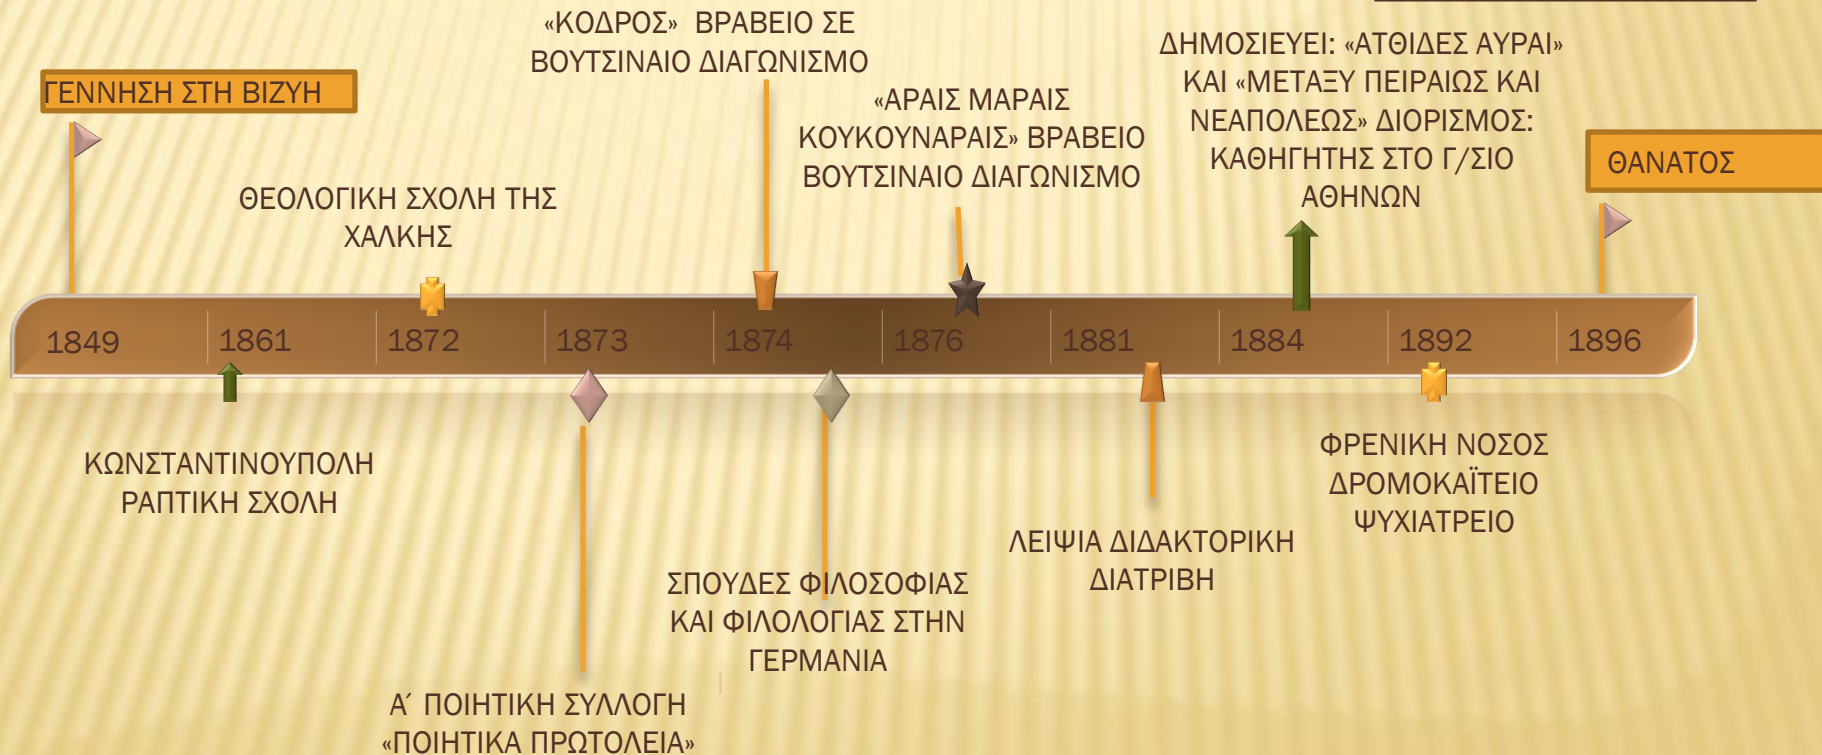 «ΚΟΔΡΟΣ» ΒΡΑΒΕΙΟ ΣΕ
ΒΟΥΤΣΙΝΑΙΟ ΔΙΑΓΩΝΙΣΜΟ
ΔΗΜΟΣΙΕΥΕΙ: «ΑΤΘΙΔΕΣ ΑΥΡΑΙ»
ΚΑΙ «ΜΕΤΑΞΥ ΠΕΙΡΑΙΩΣ ΚΑΙ
ΝΕΑΠΟΛΕΩΣ» ΔΙΟΡΙΣΜΟΣ:
ΚΑΘΗΓΗΤΗΣ ΣΤΟ Γ/ΣΙΟ
ΑΘΗΝΩΝ
ΓΕΝΝΗΣΗ ΣΤΗ ΒΙΖΥΗ
«ΑΡΑΙΣ ΜΑΡΑΙΣ
ΚΟΥΚΟΥΝΑΡΑΙΣ» ΒΡΑΒΕΙΟ
ΒΟΥΤΣΙΝΑΙΟ ΔΙΑΓΩΝΙΣΜΟ
ΘΑΝΑΤΟΣ
ΘΕΟΛΟΓΙΚΗ ΣΧΟΛΗ ΤΗΣ
ΧΑΛΚΗΣ
1849 1861 1872 1873 1874 1876 1881 1884 1892 1896
ΚΩΝΣΤΑΝΤΙΝΟΥΠΟΛΗ
ΡΑΠΤΙΚΗ ΣΧΟΛΗ
ΦΡΕΝΙΚΗ ΝΟΣΟΣ
ΔΡΟΜΟΚΑΪΤΕΙΟ
ΨΥΧΙΑΤΡΕΙΟ
ΛΕΙΨΙΑ ΔΙΔΑΚΤΟΡΙΚΗ
ΔΙΑΤΡΙΒΗ
ΣΠΟΥΔΕΣ ΦΙΛΟΣΟΦΙΑΣ
ΚΑΙ ΦΙΛΟΛΟΓΙΑΣ ΣΤΗΝ
ΓΕΡΜΑΝΙΑ
Α΄ ΠΟΙΗΤΙΚΗ ΣΥΛΛΟΓΗ
«ΠΟΙΗΤΙΚΑ ΠΡΩΤΟΛΕΙΑ»